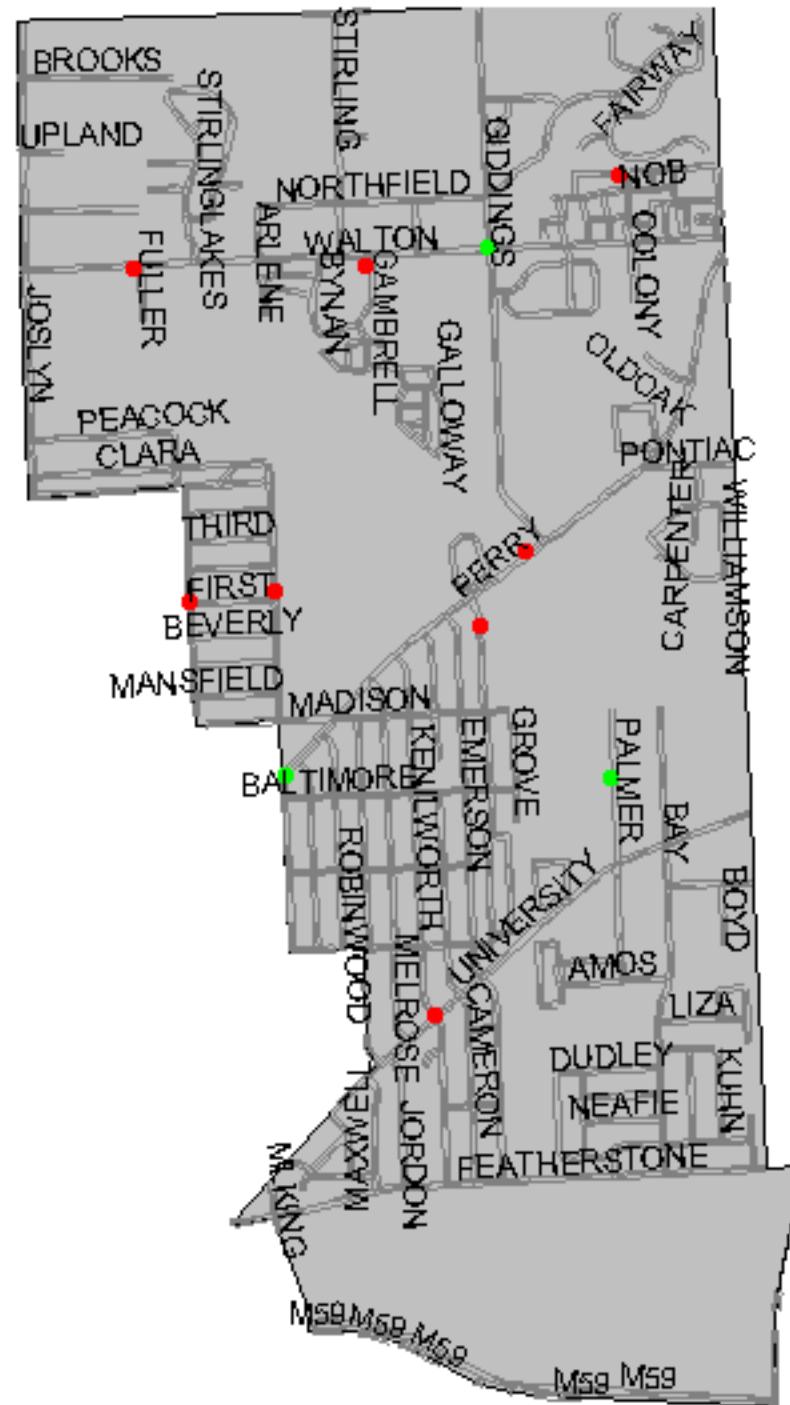 BROOKS
STIRLING
FAIRWAY
STIRLINGLAKES
UPLAND
GIDDINGS
NOB
NORTHFIELD
ARLENE
WALTON
COLONY
FULLER
BYNAN
GAMBRELL
JOSLYN
GALLOWAY
OLDOAK
PEACOCK
CLARA
PONTIAC
CARPENTER
WILLIAMSON
THIRD
PERRY
FIRST
BEVERLY
MANSFIELD
MADISON
GROVE
PALMER
EMERSON
KENILWORTH
BALTIMORE
BAY
ROBINWOOD
UNIVERSITY
BOYD
MELROSE
AMOS
CAMERON
LIZA
DUDLEY
KUHN
MAXWELL
JORDON
NEAFIE
MLKING
FEATHERSTONE
M59 M59 M59
M59 M59